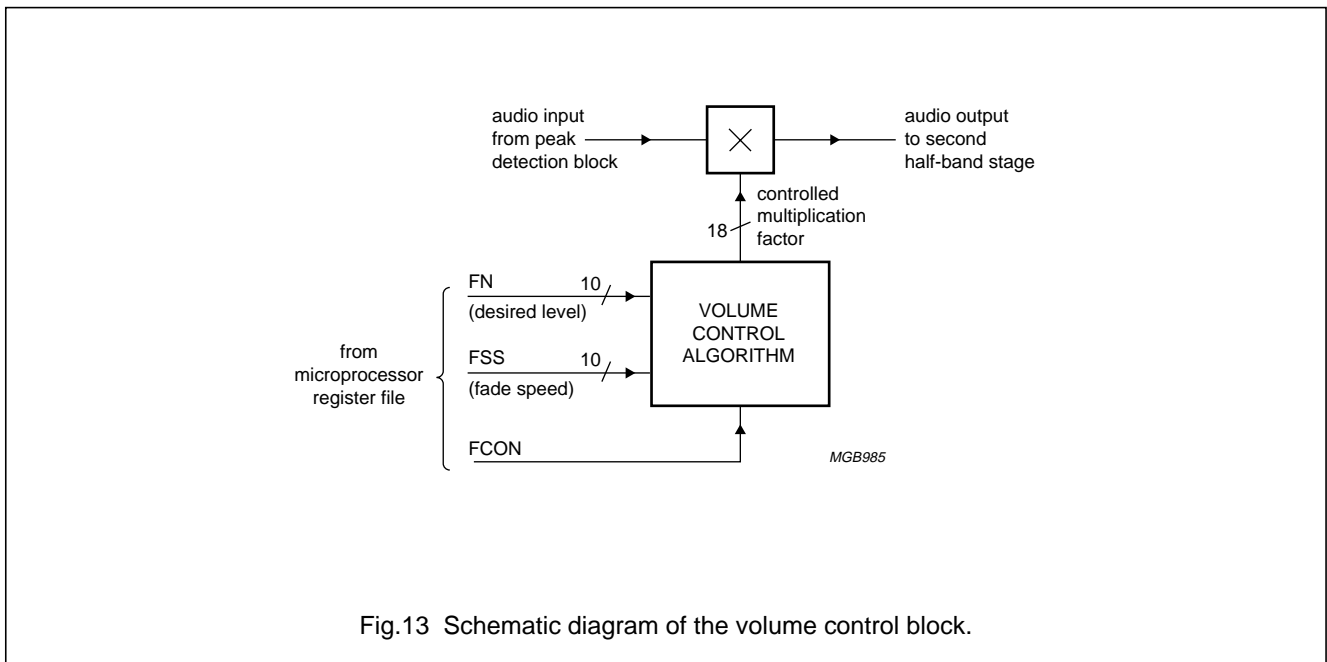 audio input
from peak
detection block
×
audio output
to second
half-band stage
controlled
multiplication
factor
18
FN
10
(desired level)
VOLUME
CONTROL
ALGORITHM
from
microprocessor
register file
FSS
10
(fade speed)
FCON
MGB985
Fig.13 Schematic diagram of the volume control block.